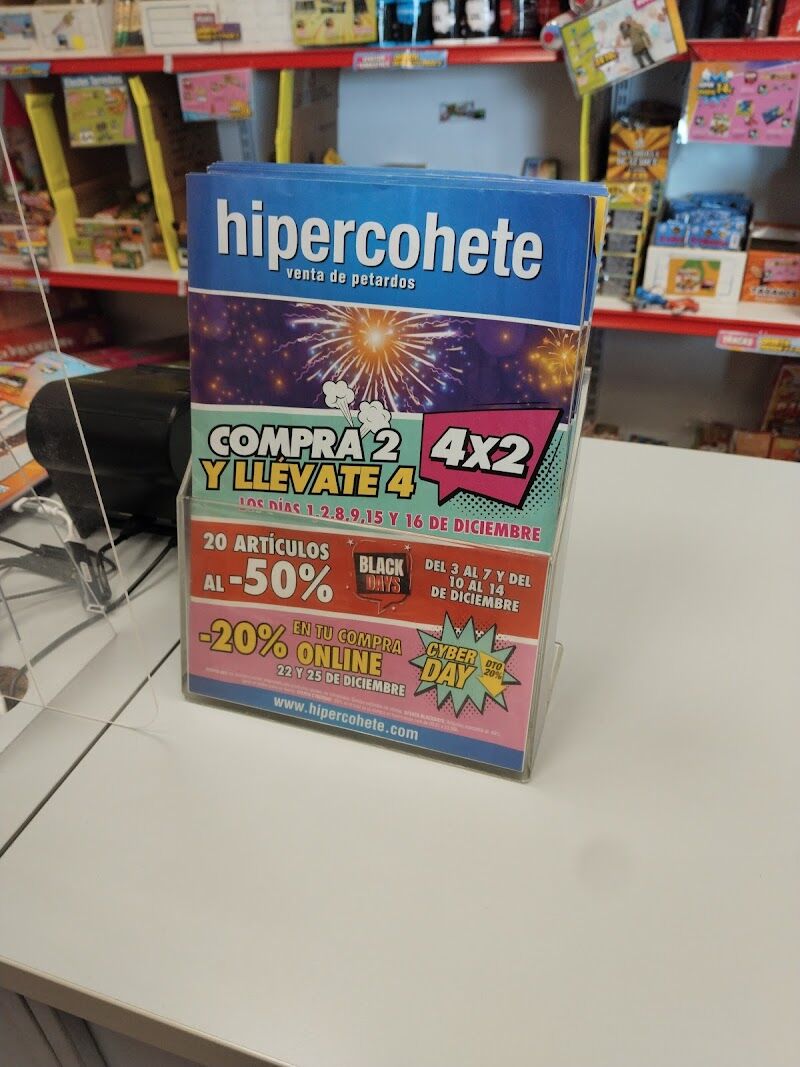 hipercohete
venta de petardos
COMPRA 2
Y LLÉVATE 4
4x2
LOS DÍAS 1,2,8,9,15 Y 16 DE DICIEMBRE
20 ARTÍCULOS
AL -50%
BLACK
DAYS
DEL 3 AL 7 Y DEL
10 AL 14
DE DICIEMBRE
-20% EN TU COMPRA
ONLINE
22 Y 25 DE DICIEMBRE
CYBER
DAY
DTO
20%
www.hipercohete.com